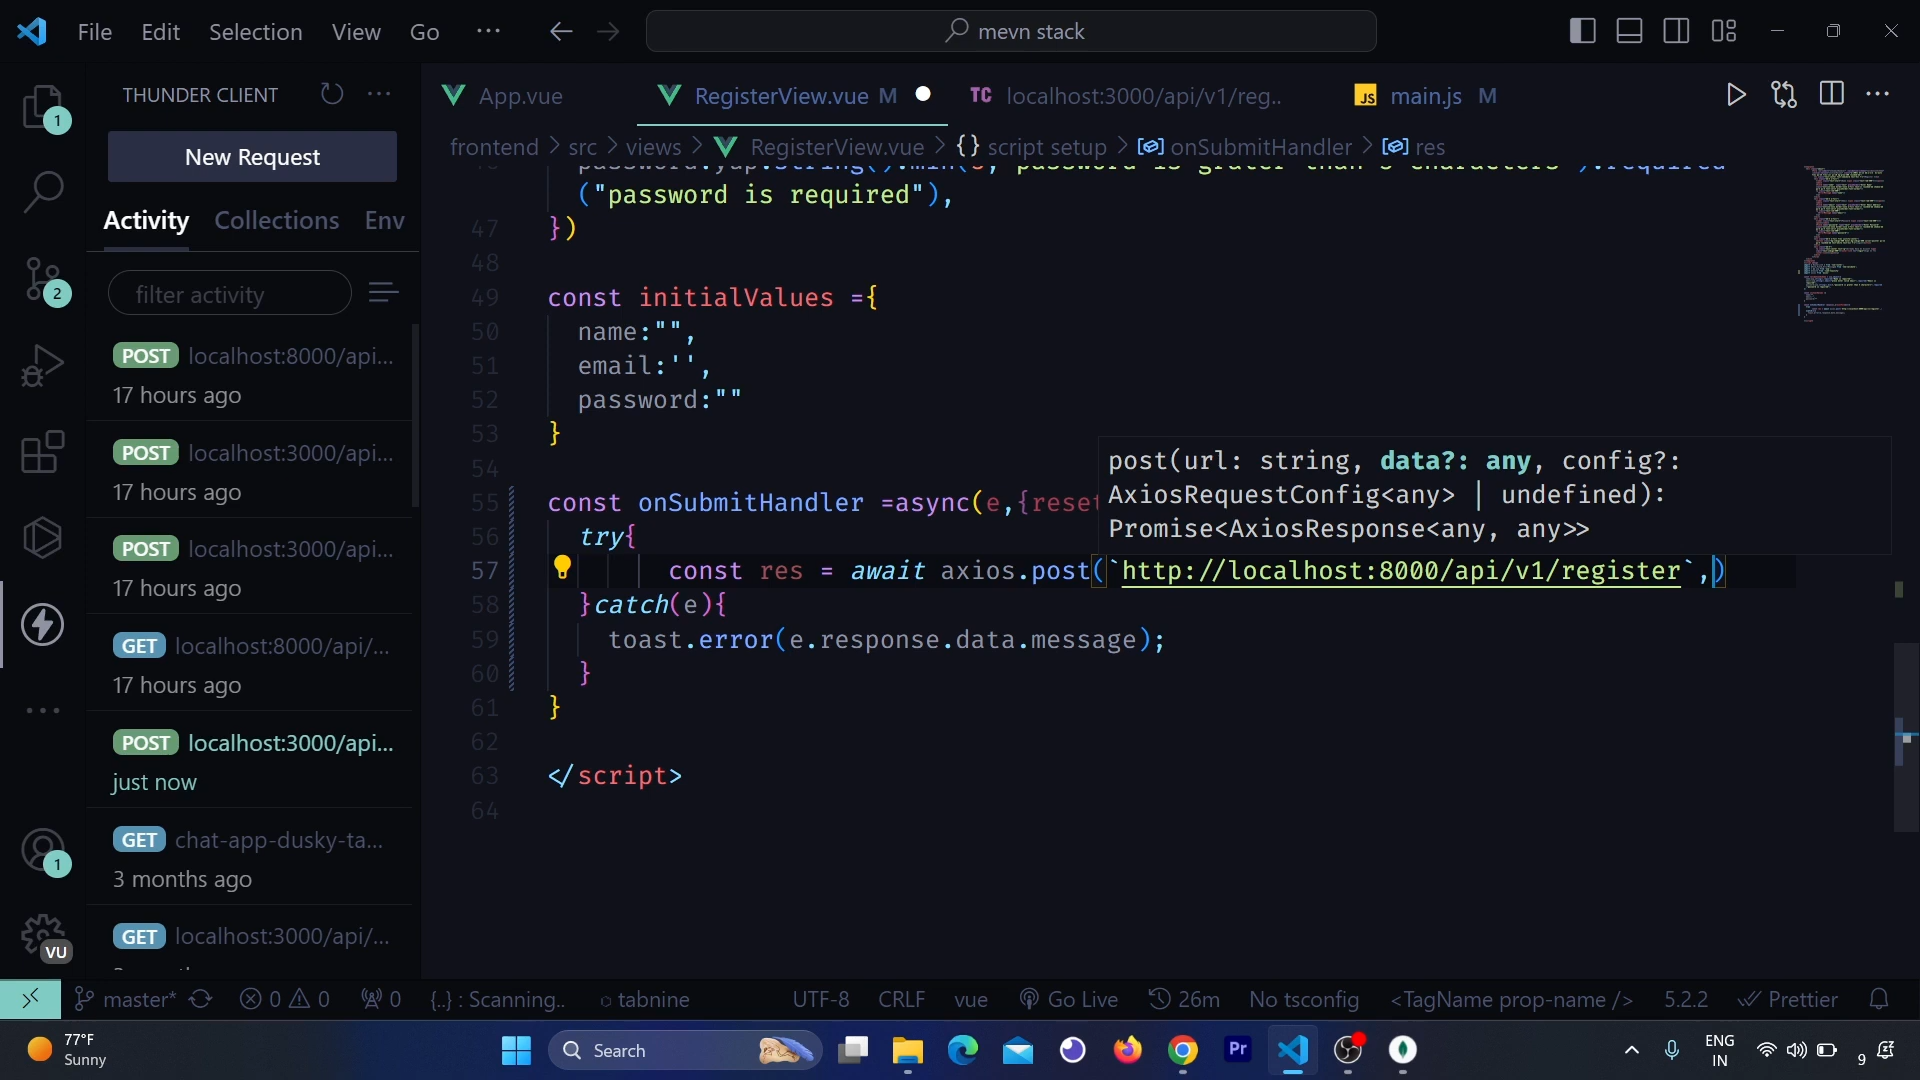 File Edit Selection View Go ...
mevn stack
THUNDER CLIENT
New Request
Activity Collections Env
filter activity
POST localhost:8000/api...
17 hours ago
POST localhost:3000/api...
17 hours ago
POST localhost:3000/api...
17 hours ago
GET localhost:8000/api/...
17 hours ago
POST localhost:3000/api...
just now
GET chat-app-dusky-ta...
3 months ago
GET localhost:3000/api/...
1
2
1
VU
App.vue
RegisterView.vue M
TC localhost:3000/api/v1/reg..
JS main.js M
frontend > src > views > RegisterView.vue > {} script setup > onSubmitHandler > res
("password is required"),
47 })
48
49 const initialValues ={
50 name:"",
51 email:'',
52 password:""
53 }
54
post(url: string, data?: any, config?:
AxiosRequestConfig<any> | undefined):
Promise<AxiosResponse<any, any>>
55 const onSubmitHandler =async(e,{reset
56 try{
57 const res = await axios.post(`http://localhost:8000/api/v1/register`,)
58 }catch(e){
59 toast.error(e.response.data.message);
60 }
61 }
62
63 </script>
64
master* 0 0 0 {..} : Scanning.. tabnine UTF-8 CRLF vue Go Live 26m No tsconfig <TagName prop-name /> 5.2.2 Prettier
77°F
Sunny
Search
Pr
ENG
IN
9